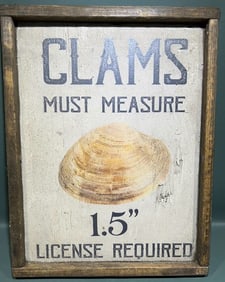 CLAMS
MUST MEASURE
1.5"
LICENSE REQUIRED